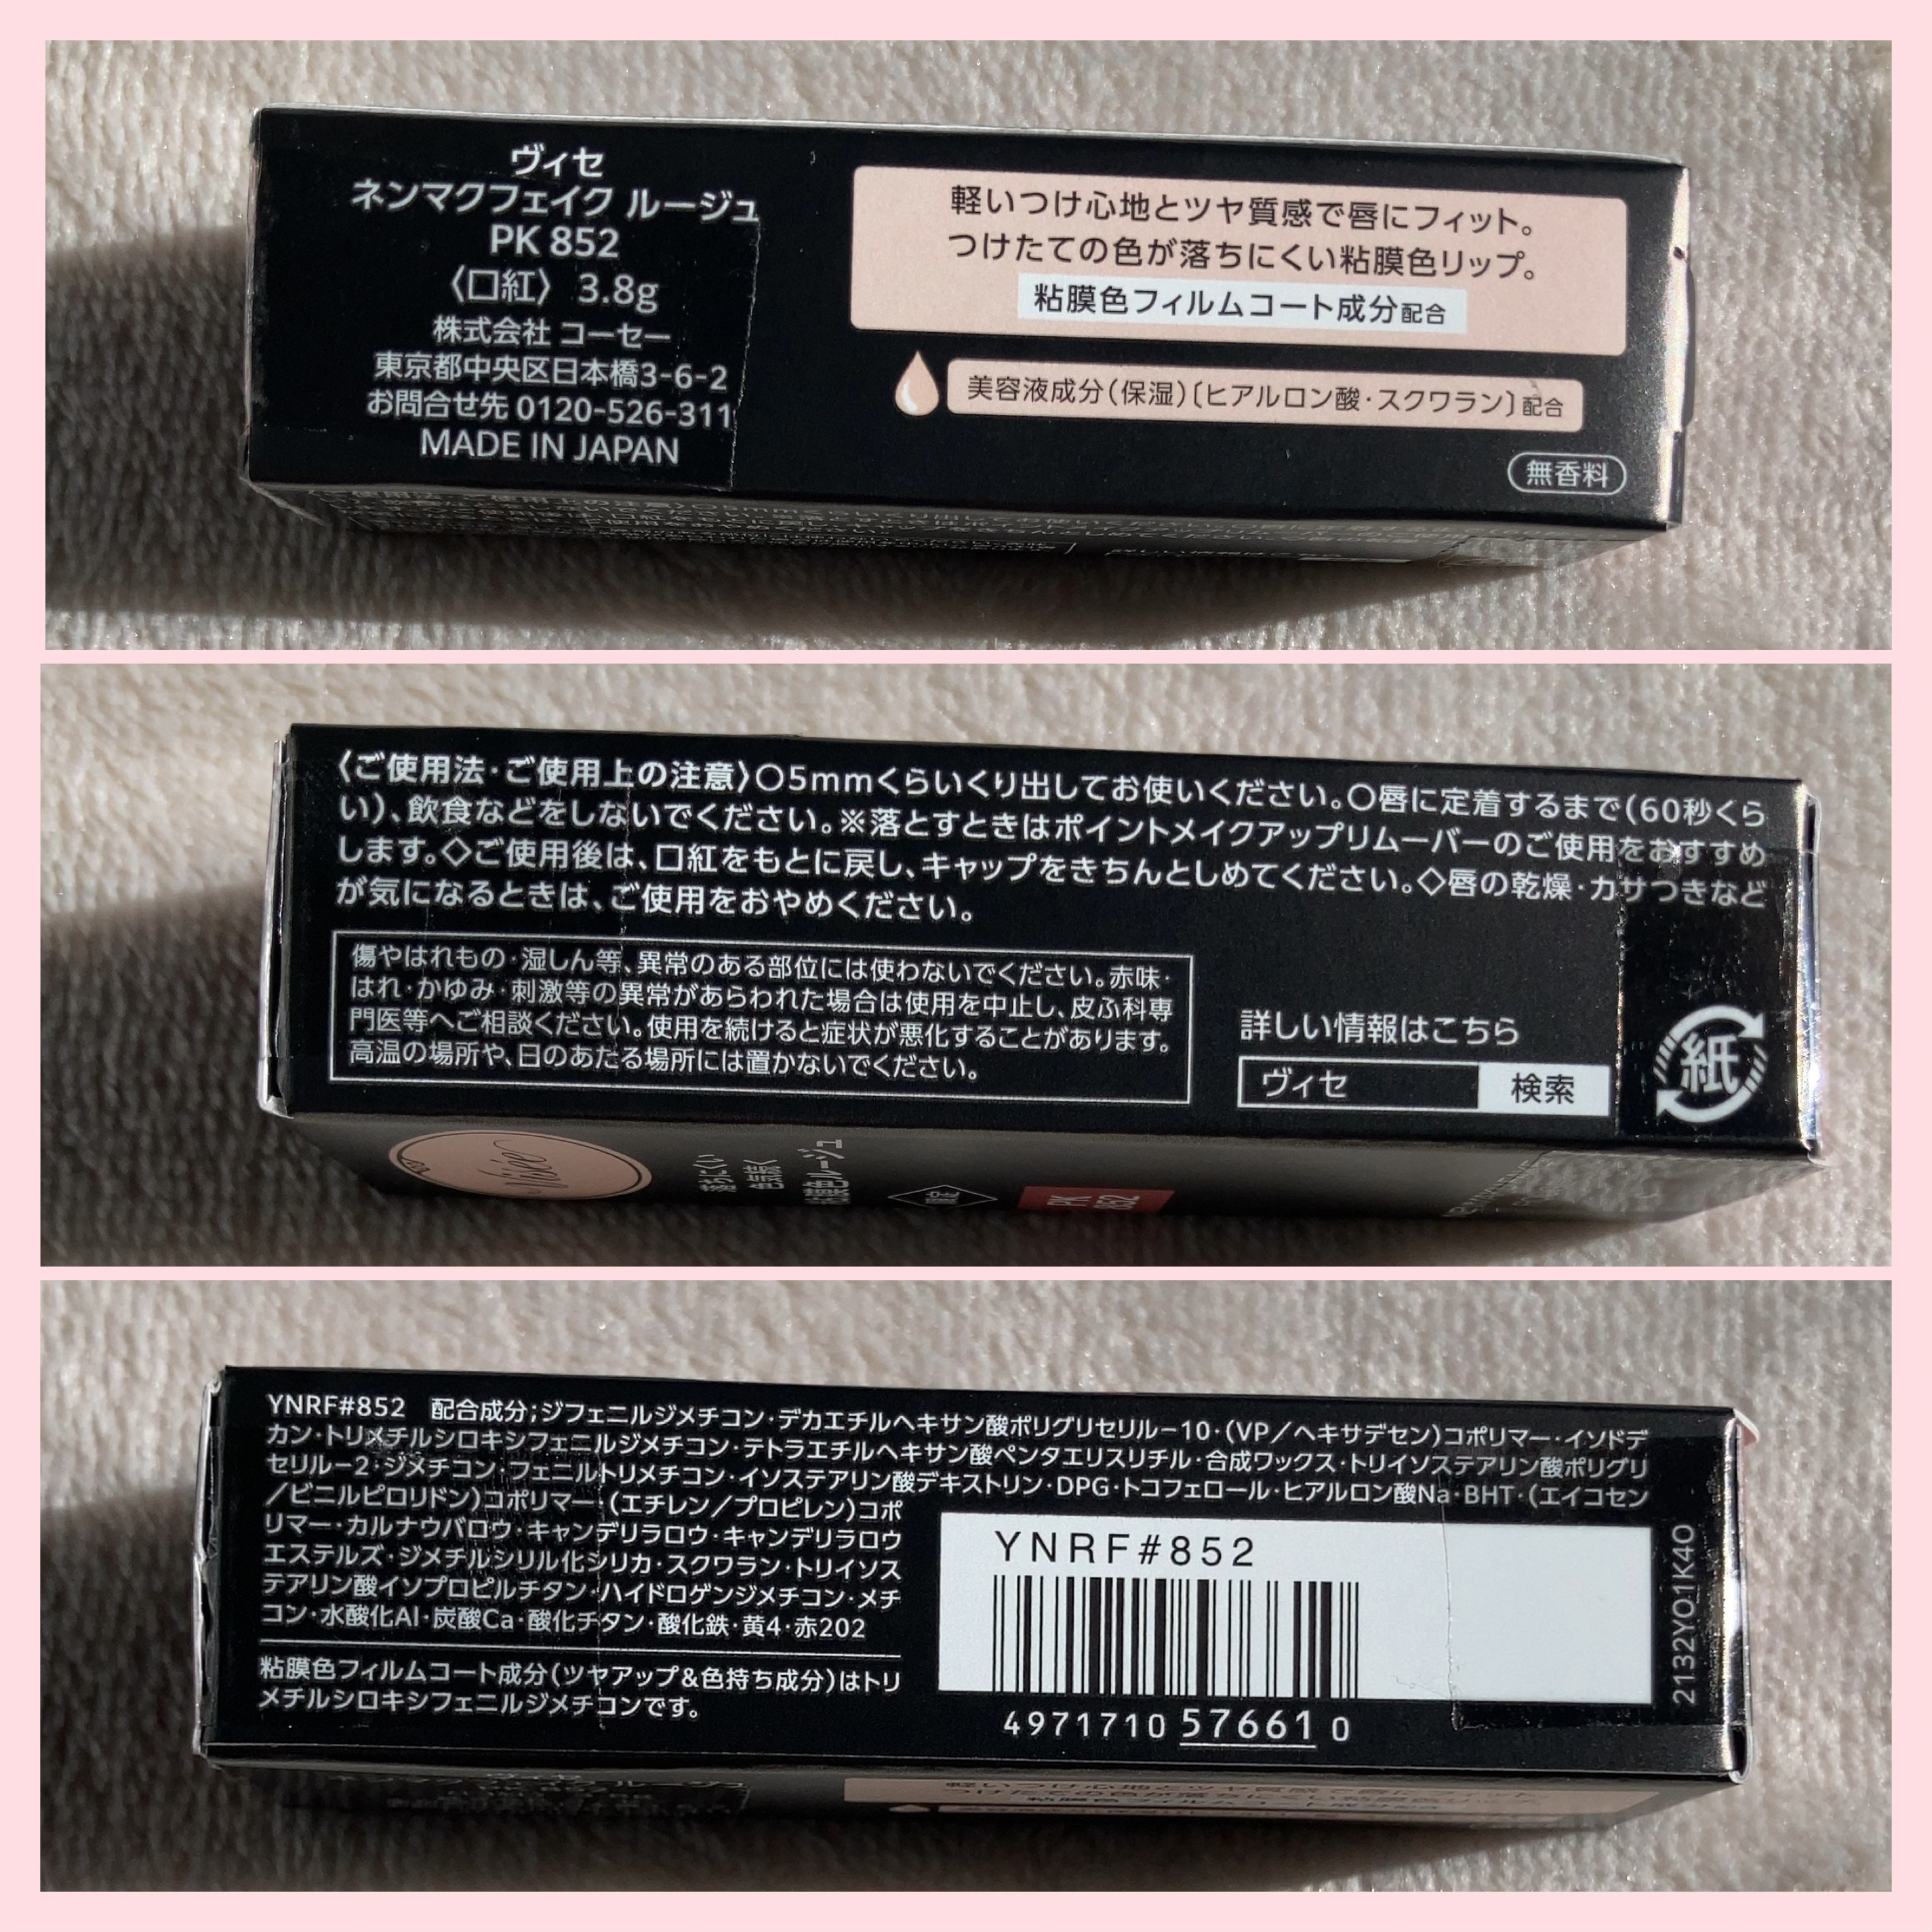 ヴィセ
ネンマクフェイク ルージュ
PK 852
〈口紅〉 3.8g
株式会社 コーセー
東京都中央区日本橋3-6-2
お問合せ先 0120-526-311
MADE IN JAPAN
軽いつけ心地とツヤ質感で唇にフィット。
つけたての色が落ちにくい粘膜色リップ。
粘膜色フィルムコート成分配合
美容液成分(保湿)〔ヒアルロン酸・スクワラン〕配合
無香料
〈ご使用法・ご使用上の注意〉○5mmくらいくり出してお使いください。○唇に定着するまで(60秒くら
い)、飲食などをしないでください。※落とすときはポイントメイクアップリムーバーのご使用をおすすめ
します。◇ご使用後は、口紅をもとに戻し、キャップをきちんとしめてください。◇唇の乾燥・カサつきなど
が気になるときは、ご使用をおやめください。
傷やはれもの・湿しん等、異常のある部位には使わないでください。赤味・
はれ・かゆみ・刺激等の異常があらわれた場合は使用を中止し、皮ふ科専
門医等へご相談ください。使用を続けると症状が悪化することがあります。
高温の場所や、日のあたる場所には置かないでください。
詳しい情報はこちら
ヴィセ 検索
紙
Visée
落ちにくい
色気続く
粘膜色ルージュ
限定
PK
852
YNRF#852 配合成分;ジフェニルジメチコン・デカエチルヘキサン酸ポリグリセリル−10・(VP／ヘキサデセン)コポリマー・イソドデ
カン・トリメチルシロキシフェニルジメチコン・テトラエチルヘキサン酸ペンタエリスリチル・合成ワックス・トリイソステアリン酸ポリグリ
セリル−2・ジメチコン・フェニルトリメチコン・イソステアリン酸デキストリン・DPG・トコフェロール・ヒアルロン酸Na・BHT・(エイコセン
／ビニルピロリドン)コポリマー・(エチレン／プロピレン)コポ
リマー・カルナウバロウ・キャンデリラロウ・キャンデリラロウ
エステルズ・ジメチルシリル化シリカ・スクワラン・トリイソス
テアリン酸イソプロピルチタン・ハイドロゲンジメチコン・メチ
コン・水酸化Al・炭酸Ca・酸化チタン・酸化鉄・黄4・赤202
粘膜色フィルムコート成分(ツヤアップ&色持ち成分)はトリ
メチルシロキシフェニルジメチコンです。
YNRF#852
4971710 57661 0
2132YO1K40